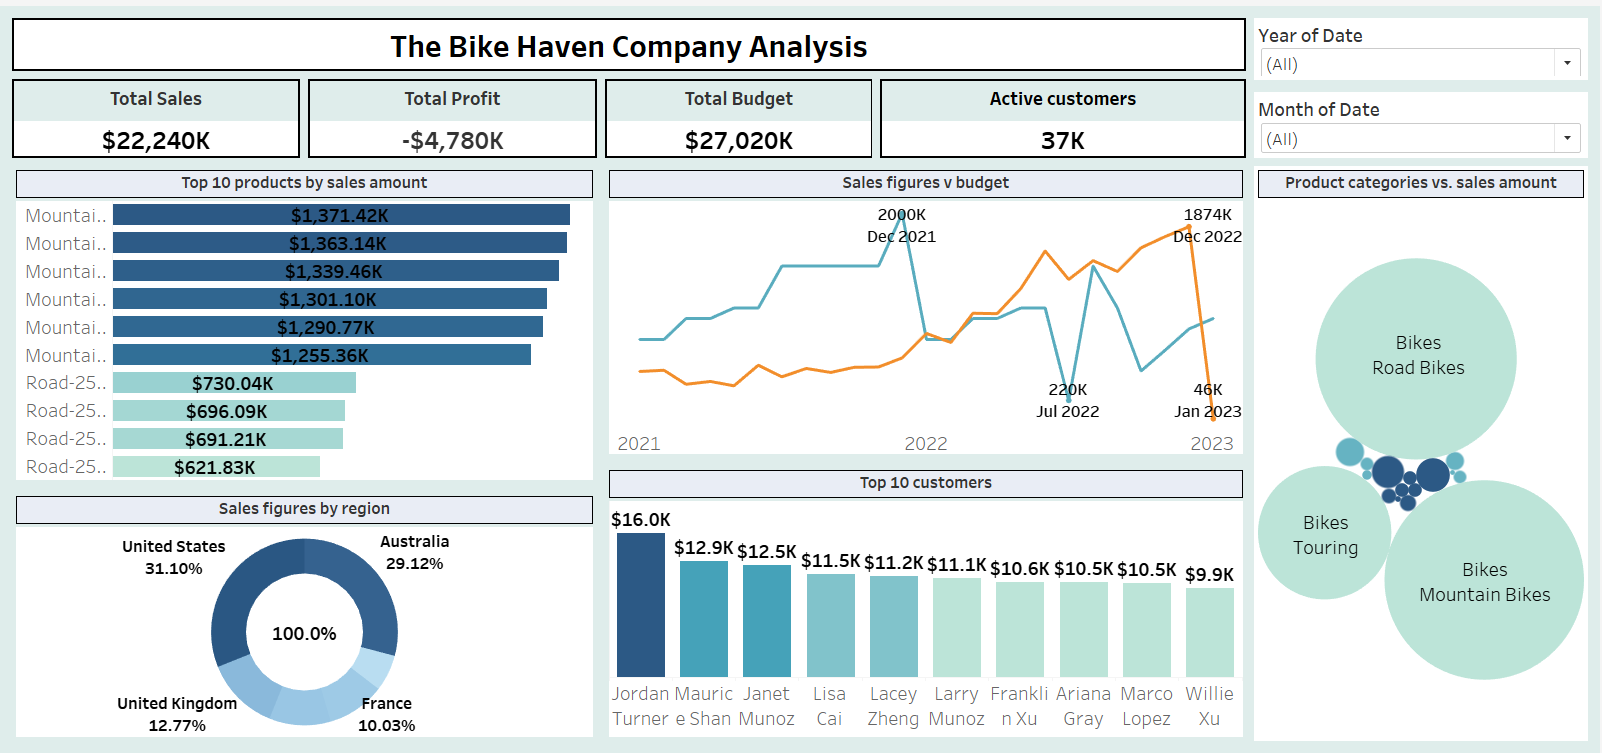 The Bike Haven Company Analysis
Year of Date
(All)
Month of Date
(All)
Total Sales
$22,240K
Total Profit
-$4,780K
Total Budget
$27,020K
Active customers
37K
Top 10 products by sales amount
Mountai.. $1,371.42K
Mountai.. $1,363.14K
Mountai.. $1,339.46K
Mountai.. $1,301.10K
Mountai.. $1,290.77K
Mountai.. $1,255.36K
Road-25.. $730.04K
Road-25.. $696.09K
Road-25.. $691.21K
Road-25.. $621.83K
Sales figures v budget
2000K
Dec 2021
1874K
Dec 2022
220K
Jul 2022
46K
Jan 2023
2021 2022 2023
Product categories vs. sales amount
Bikes
Road Bikes
Bikes
Touring
Bikes
Mountain Bikes
Sales figures by region
United States
31.10%
Australia
29.12%
100.0%
United Kingdom
12.77%
France
10.03%
Top 10 customers
$16.0K $12.9K $12.5K $11.5K $11.2K $11.1K $10.6K $10.5K $10.5K $9.9K
Jordan Mauric Janet Lisa Lacey Larry Frankli Ariana Marco Willie
Turner e Shan Munoz Cai Zheng Munoz n Xu Gray Lopez Xu